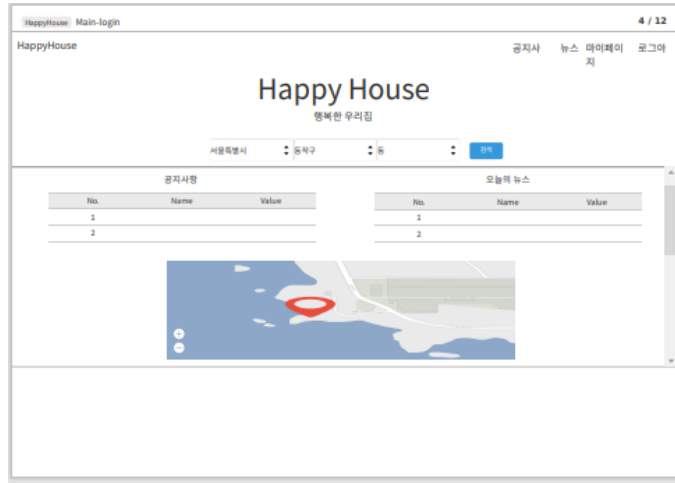 HappyHouse Main-login 4 / 12
HappyHouse 공지사 뉴스 마이페이 로그아
지
Happy House
행복한 우리집
서울특별시 동작구 동 검색
공지사항 오늘의 뉴스
No. Name Value No. Name Value
1 1
2 2